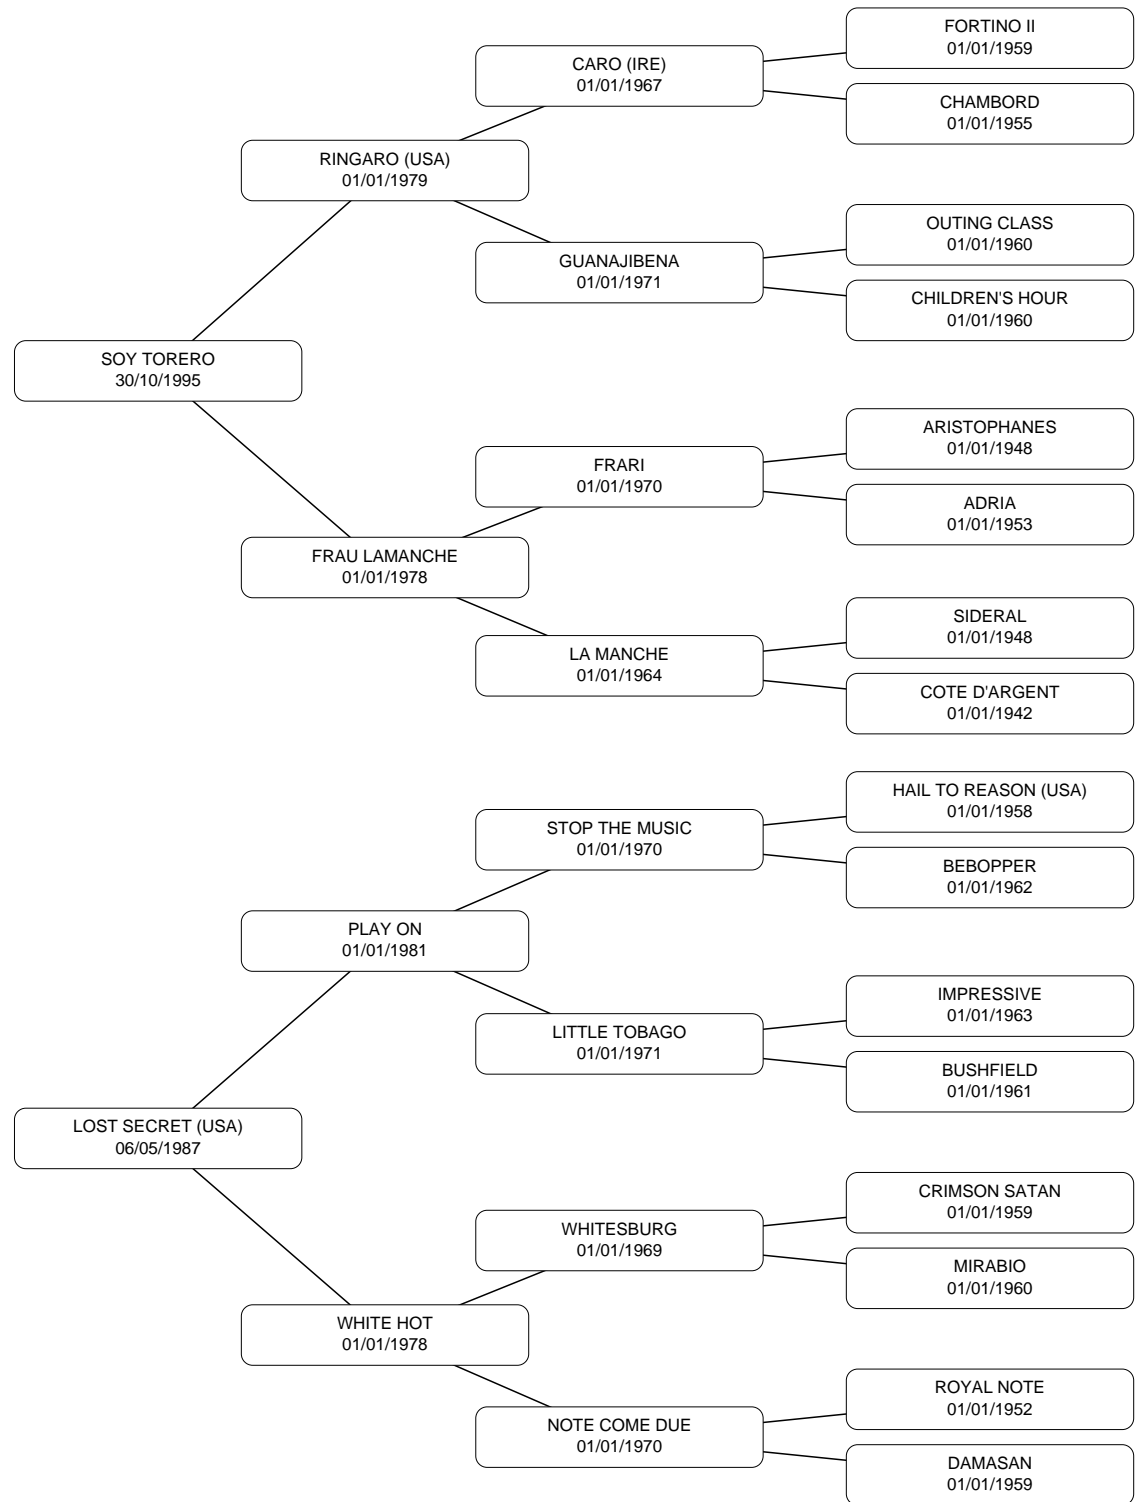 FORTINO II
01/01/1959
CARO (IRE)
01/01/1967
CHAMBORD
01/01/1955
RINGARO (USA)
01/01/1979
OUTING CLASS
01/01/1960
GUANAJIBENA
01/01/1971
CHILDREN'S HOUR
01/01/1960
SOY TORERO
30/10/1995
ARISTOPHANES
01/01/1948
FRARI
01/01/1970
ADRIA
01/01/1953
FRAU LAMANCHE
01/01/1978
SIDERAL
01/01/1948
LA MANCHE
01/01/1964
COTE D'ARGENT
01/01/1942
HAIL TO REASON (USA)
01/01/1958
STOP THE MUSIC
01/01/1970
BEBOPPER
01/01/1962
PLAY ON
01/01/1981
IMPRESSIVE
01/01/1963
LITTLE TOBAGO
01/01/1971
BUSHFIELD
01/01/1961
LOST SECRET (USA)
06/05/1987
CRIMSON SATAN
01/01/1959
WHITESBURG
01/01/1969
MIRABIO
01/01/1960
WHITE HOT
01/01/1978
ROYAL NOTE
01/01/1952
NOTE COME DUE
01/01/1970
DAMASAN
01/01/1959